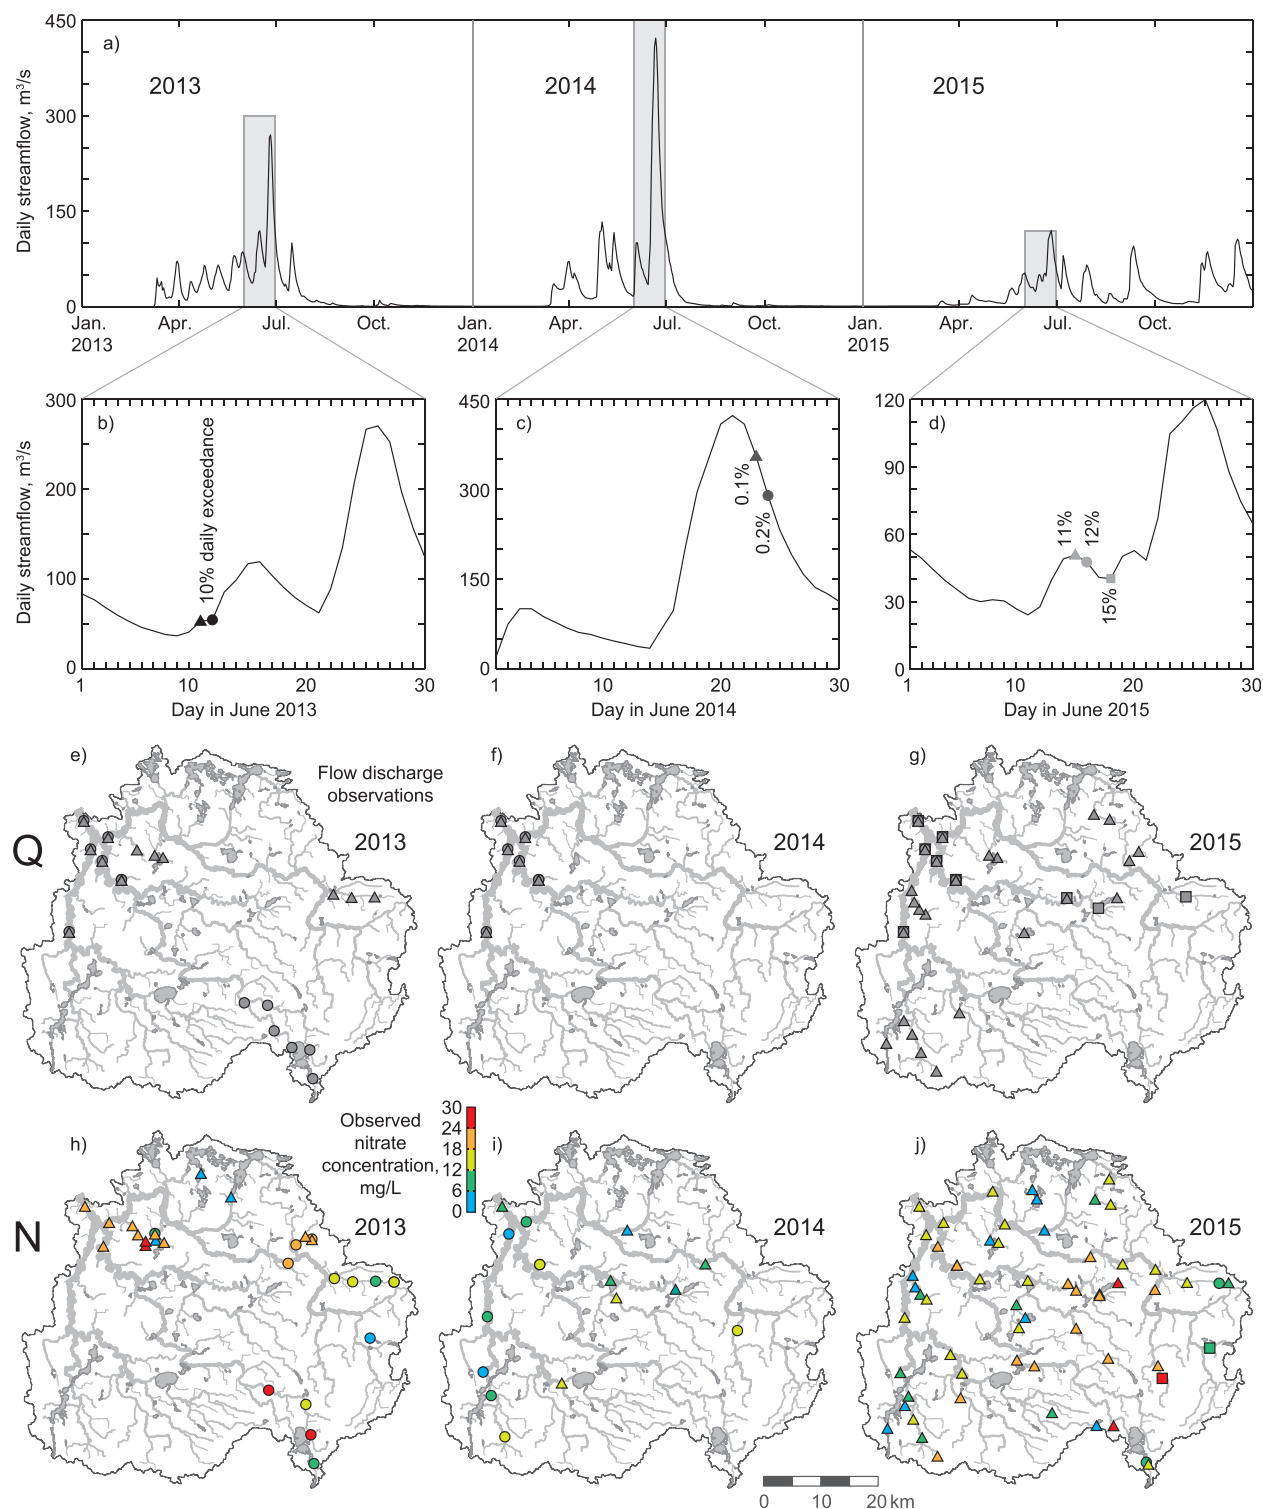 a)
2013
2014
2015
Daily streamflow, m³/s
450
300
150
0
Jan. Apr. Jul. Oct. Jan. Apr. Jul. Oct. Jan. Apr. Jul. Oct.
2013 2014 2015
b)
10% daily exceedance
Daily streamflow, m³/s
300
200
100
0
1 10 20 30
Day in June 2013
c)
0.1%
0.2%
450
300
150
0
1 10 20 30
Day in June 2014
d)
11%
12%
15%
120
90
60
30
0
1 10 20 30
Day in June 2015
Q
e)
Flow discharge
observations
2013
f)
2014
g)
2015
N
h)
Observed
nitrate
concentration,
mg/L
30
24
18
12
6
0
2013
i)
2014
j)
2015
0 10 20 km